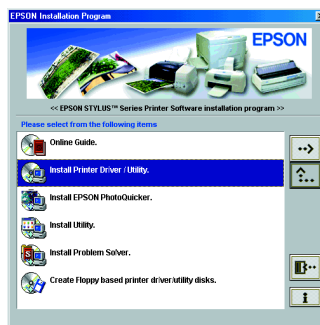 EPSON Installation Program
EPSON
<< EPSON STYLUS™ Series Printer Software installation program >>
Please select from the following items
Online Guide.
Install Printer Driver / Utility.
Install EPSON PhotoQuicker.
Install Utility.
Install Problem Solver.
Create Floppy based printer driver/utility disks.